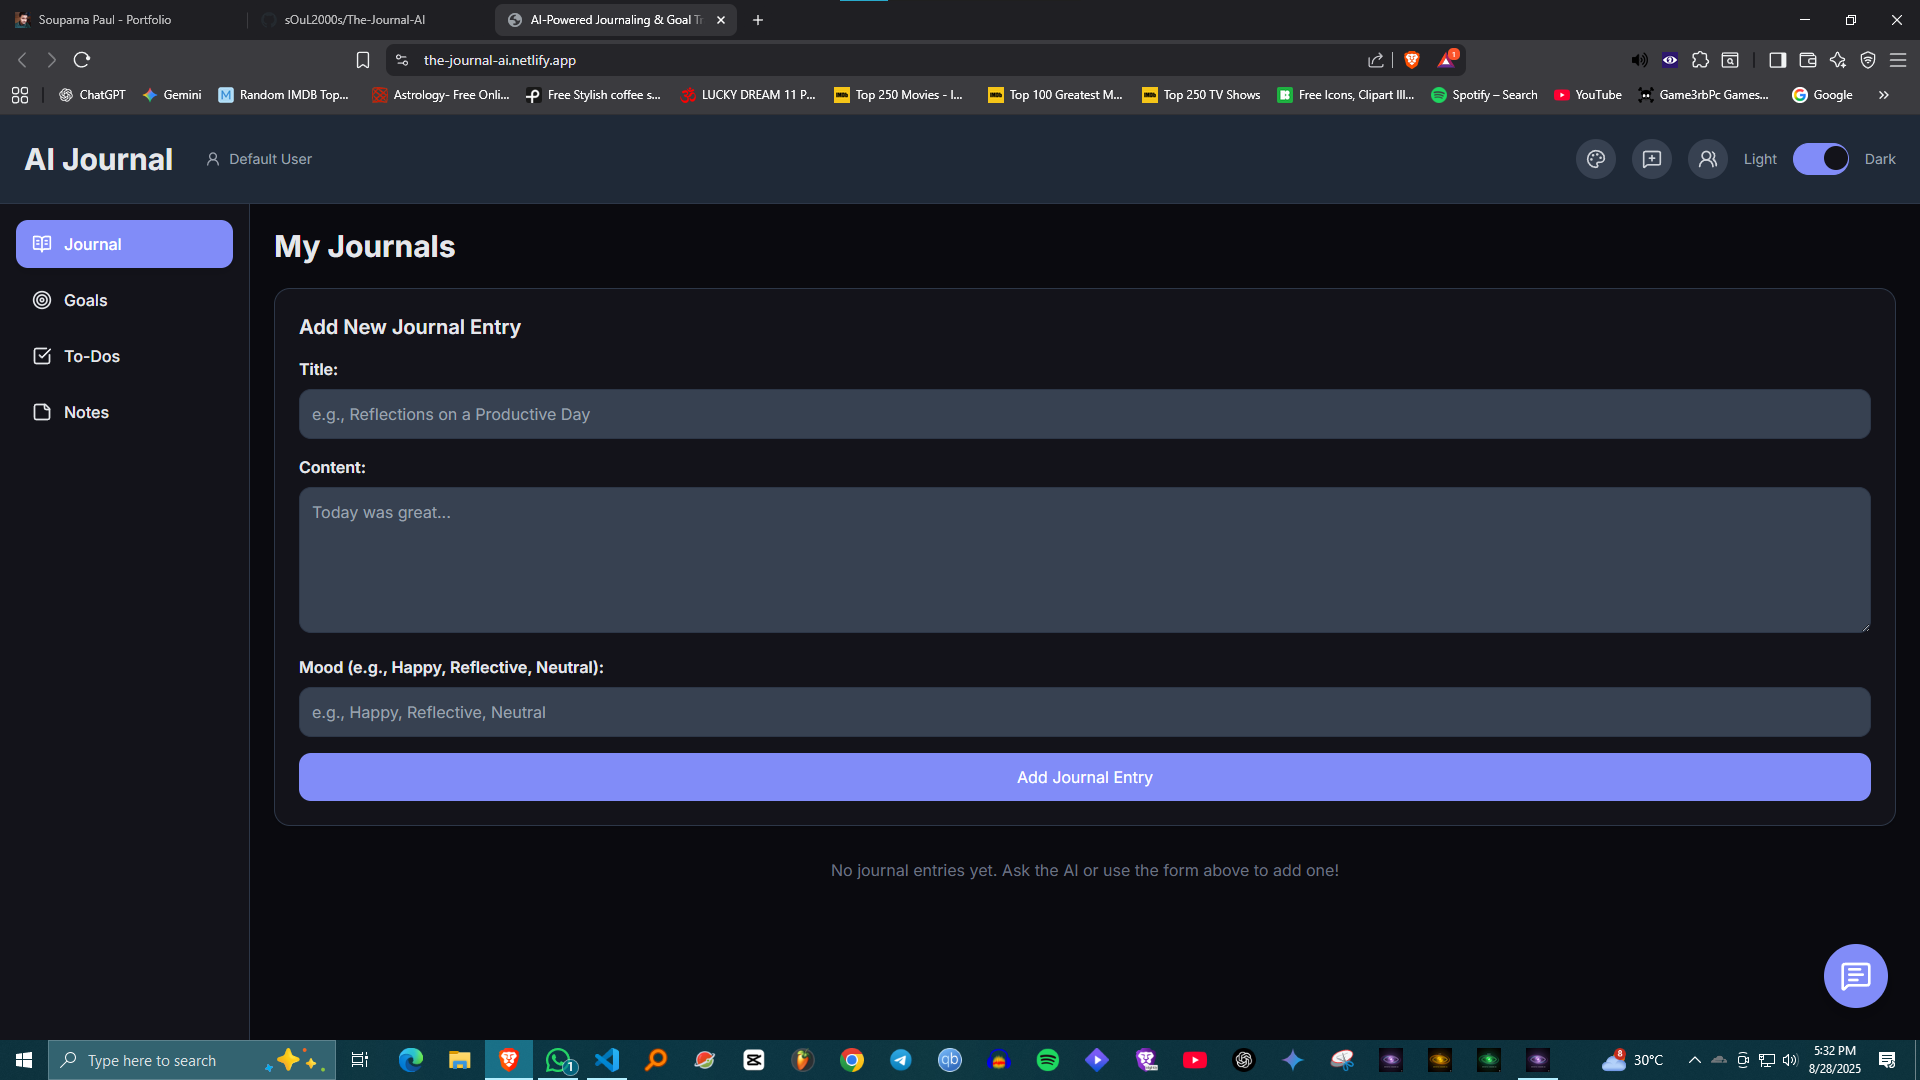 Souparna Paul - Portfolio
sOuL2000s/The-Journal-AI
AI-Powered Journaling & Goal Tr
the-journal-ai.netlify.app
1
ChatGPT
Gemini
Random IMDB Top...
Astrology- Free Onli...
Free Stylish coffee s...
LUCKY DREAM 11 P...
Top 250 Movies - I...
Top 100 Greatest M...
Top 250 TV Shows
Free Icons, Clipart Ill...
Spotify – Search
YouTube
Game3rbPc Games...
Google
AI Journal
Default User
Light
Dark
Journal
Goals
To-Dos
Notes
My Journals
Add New Journal Entry
Title:
e.g., Reflections on a Productive Day
Content:
Today was great...
Mood (e.g., Happy, Reflective, Neutral):
e.g., Happy, Reflective, Neutral
Add Journal Entry
No journal entries yet. Ask the AI or use the form above to add one!
Type here to search
1
qb
8
30°C
5:32 PM
8/28/2025